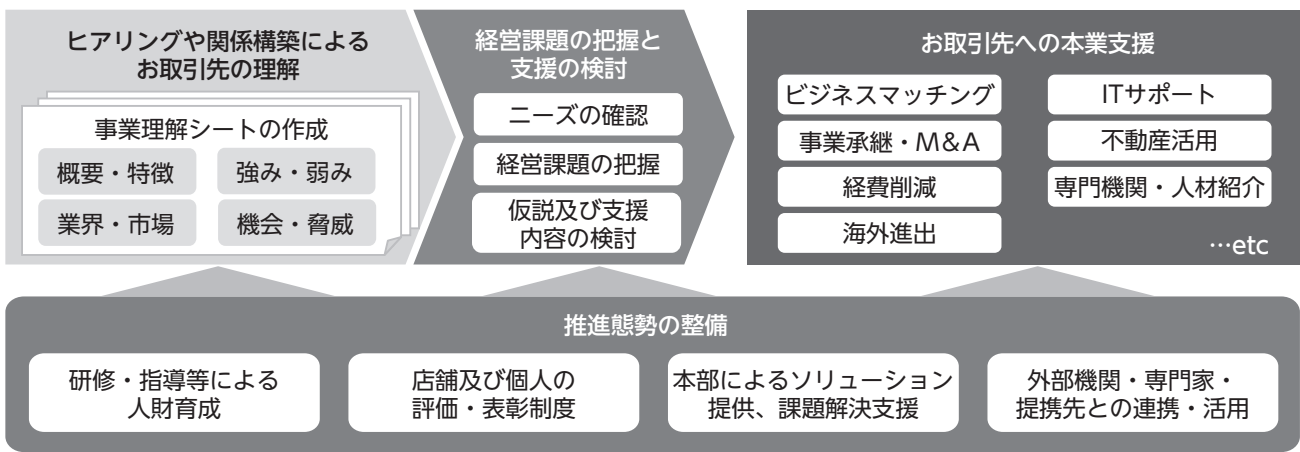 ヒアリングや関係構築による
お取引先の理解
事業理解シートの作成
概要・特徴
強み・弱み
業界・市場
機会・脅威
経営課題の把握と
支援の検討
ニーズの確認
経営課題の把握
仮説及び支援
内容の検討
お取引先への本業支援
ビジネスマッチング
ITサポート
事業承継・M&A
不動産活用
経費削減
専門機関・人材紹介
海外進出
…etc
推進態勢の整備
研修・指導等による
人財育成
店舗及び個人の
評価・表彰制度
本部によるソリューション
提供、課題解決支援
外部機関・専門家・
提携先との連携・活用